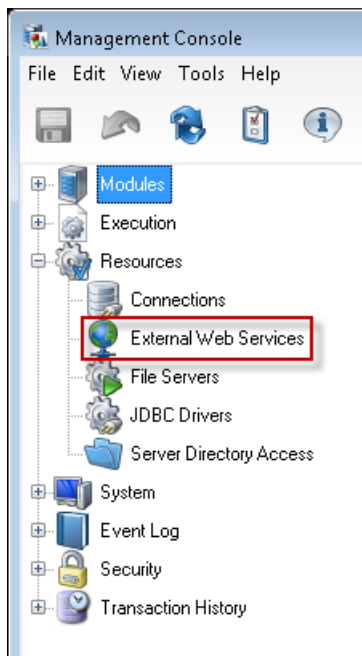 Management Console
File Edit View Tools Help
Modules
Execution
Resources
Connections
External Web Services
File Servers
JDBC Drivers
Server Directory Access
System
Event Log
Security
Transaction History